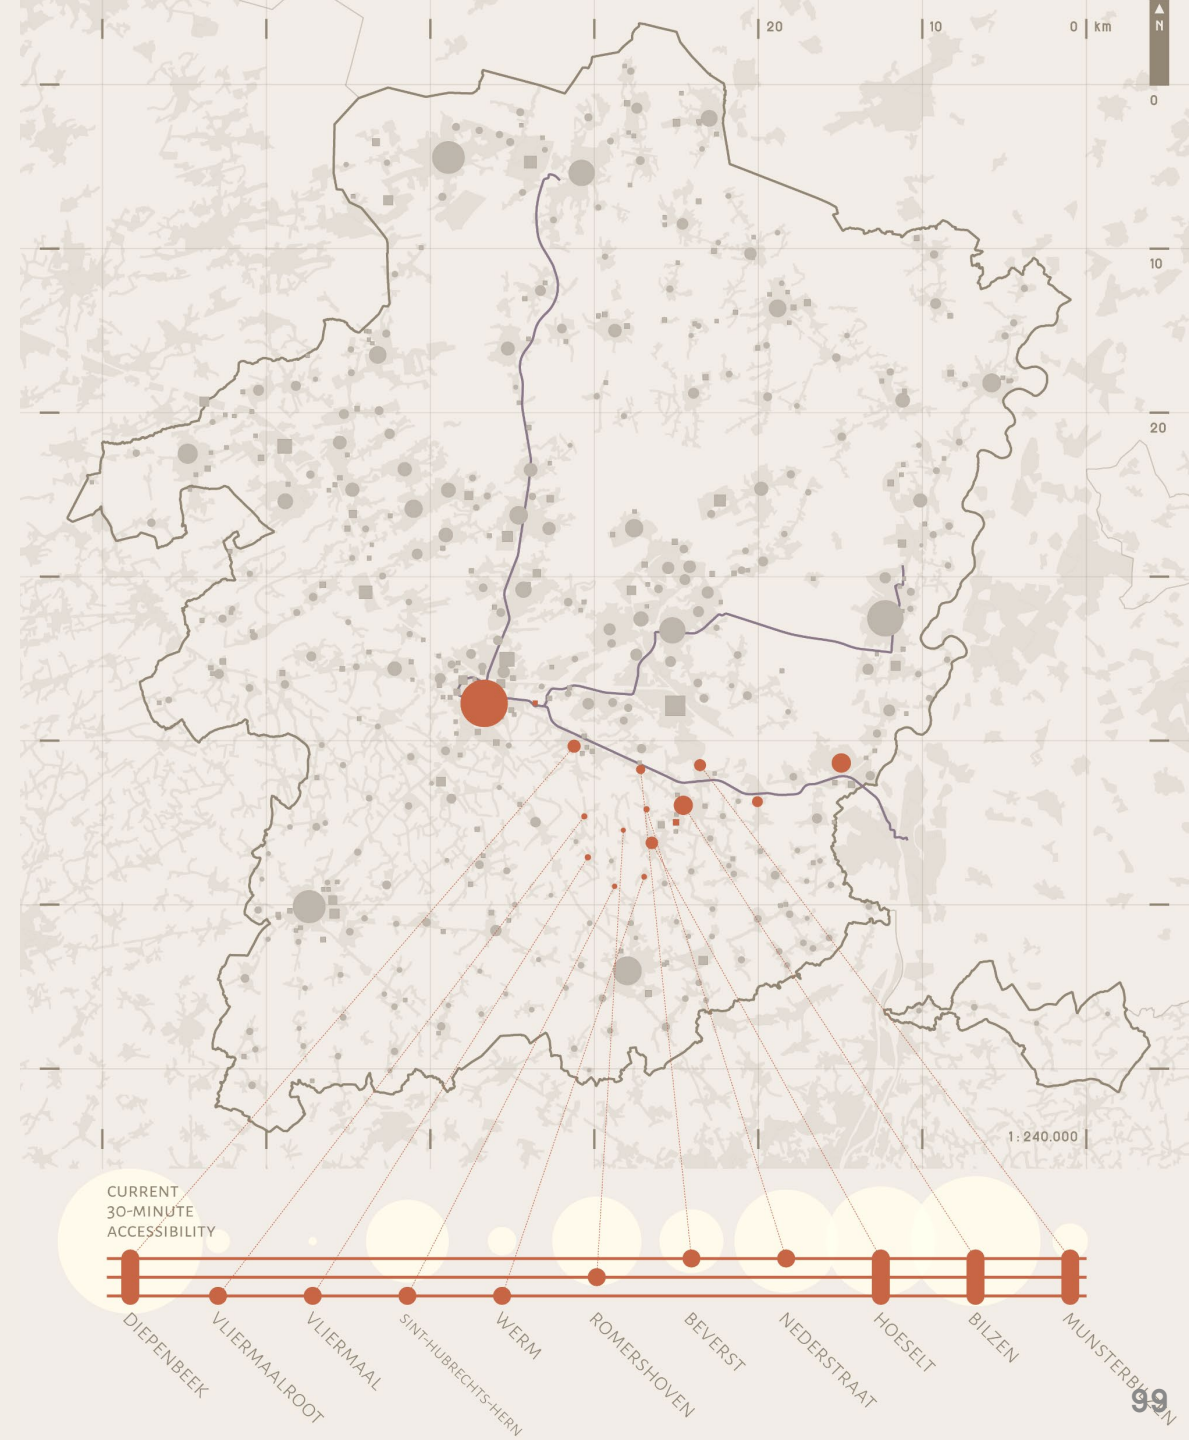 20
10
0 km
N
0
10
20
1:240.000
CURRENT
30-MINUTE
ACCESSIBILITY
DIEPENBEEK
VLIERMAALROOT
VLIERMAAL
SINT-HUBRECHTS-HERN
WERM
ROMERSHOVEN
BEVERST
NEDERSTRAAT
HOESELT
BILZEN
MUNSTERBILZEN
99